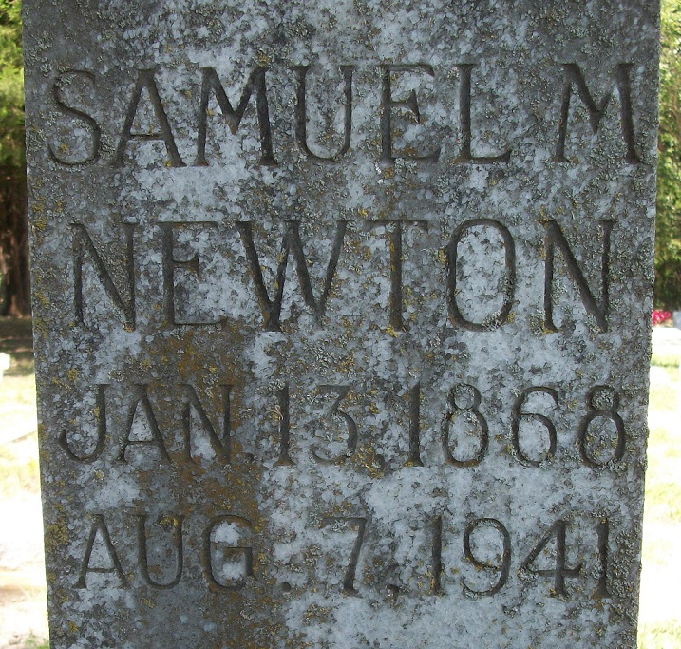 SAMUEL M
NEWTON
JAN. 13, 1868
AUG. 7, 1941